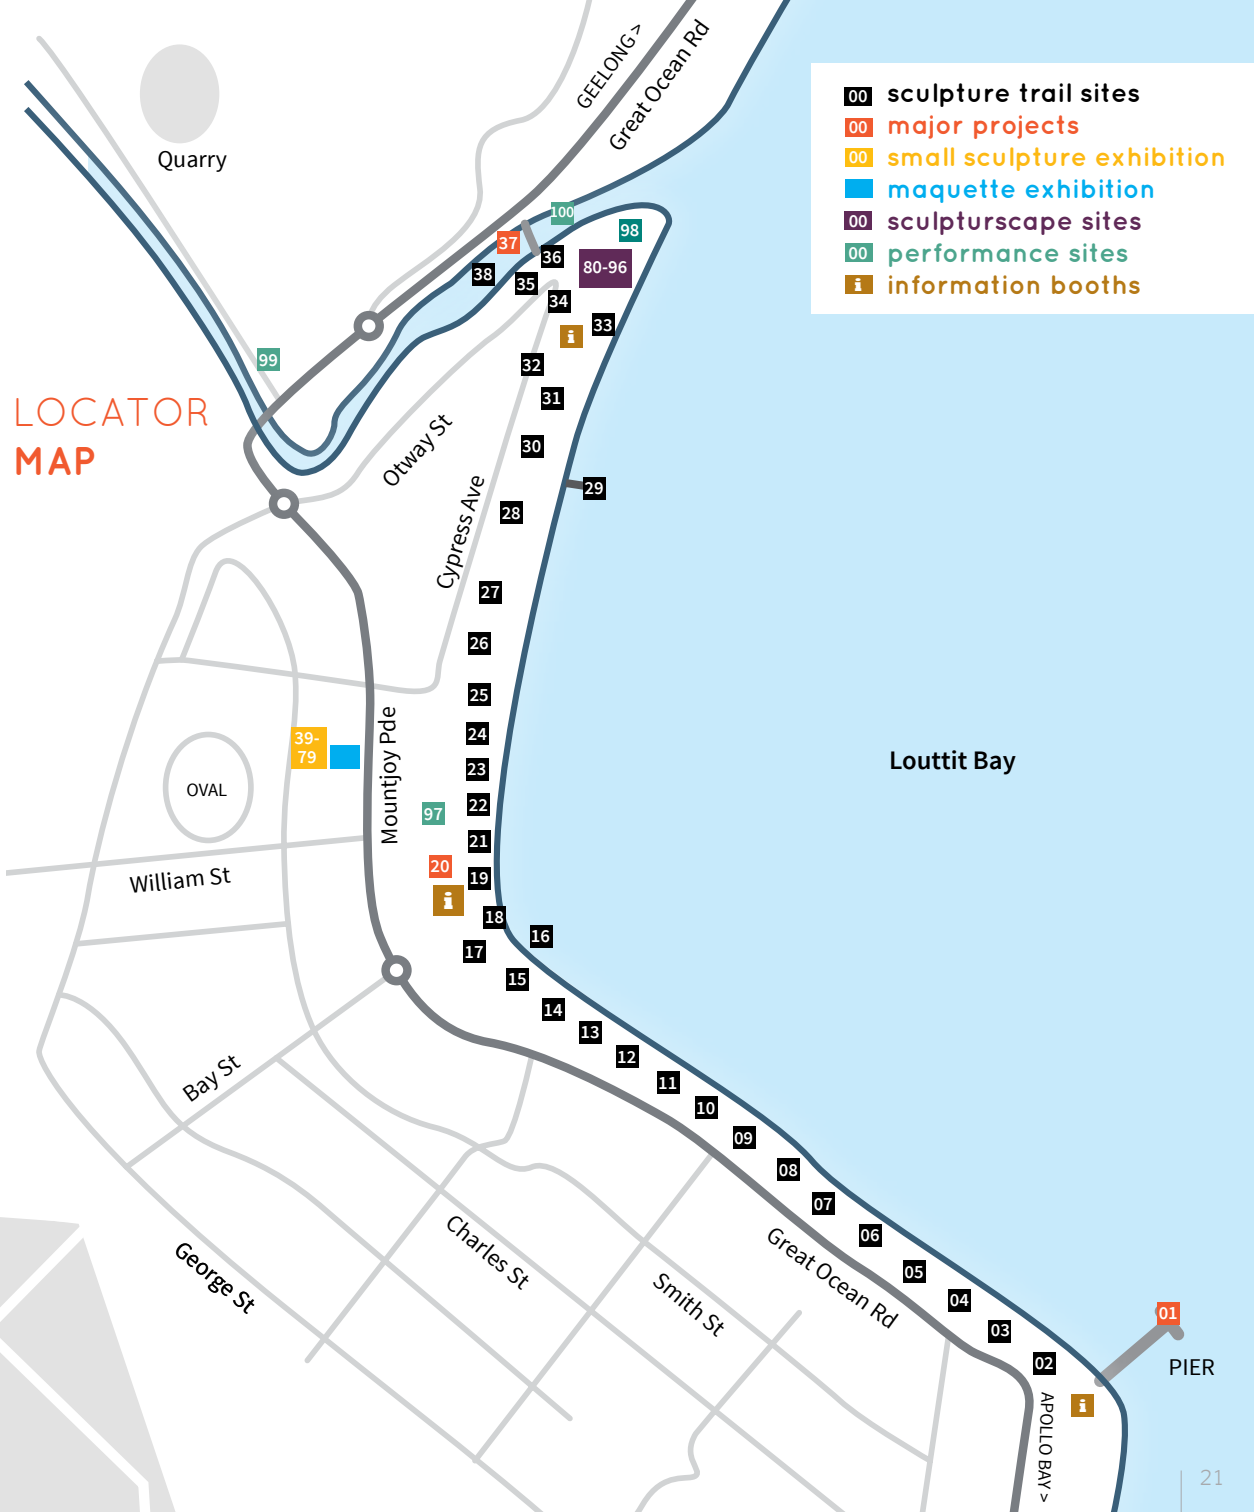 GEELONG >
Great Ocean Rd
00 sculpture trail sites
00 major projects
00 small sculpture exhibition
maquette exhibition
00 sculpturscape sites
00 performance sites
i information booths
Quarry
100
98
37
36
80-96
38
35
34
33
i
99
32
31
LOCATOR
MAP
Otway St
30
29
Cypress Ave
28
27
26
25
24
39-
79
Mountjoy Pde
23
Louttit Bay
OVAL
22
97
21
20
19
William St
i
18
16
17
15
14
13
12
Bay St
11
10
09
08
07
06
Great Ocean Rd
05
George St
Charles St
Smith St
04
01
03
02
PIER
i
APOLLO BAY >
21